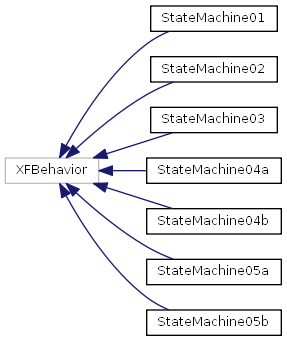 StateMachine01
StateMachine02
StateMachine03
XFBehavior
StateMachine04a
StateMachine04b
StateMachine05a
StateMachine05b